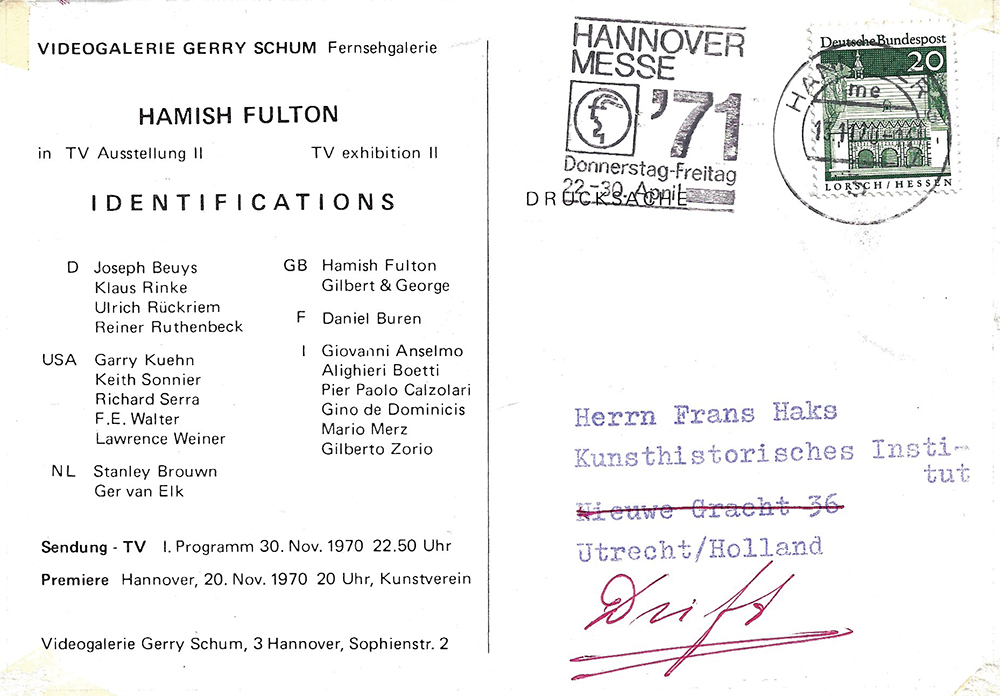 VIDEOGALERIE GERRY SCHUM Fernsehgalerie
HAMISH FULTON
in TV Ausstellung II TV exhibition II
IDENTIFICATIONS
D Joseph Beuys
Klaus Rinke
Ulrich Rückriem
Reiner Ruthenbeck
USA Garry Kuehn
Keith Sonnier
Richard Serra
F.E. Walter
Lawrence Weiner
NL Stanley Brouwn
Ger van Elk
GB Hamish Fulton
Gilbert & George
F Daniel Buren
I Giovanni Anselmo
Alighieri Boetti
Pier Paolo Calzolari
Gino de Dominicis
Mario Merz
Gilberto Zorio
Sendung - TV I. Programm 30. Nov. 1970 22.50 Uhr
Premiere Hannover, 20. Nov. 1970 20 Uhr, Kunstverein
Videogalerie Gerry Schum, 3 Hannover, Sophienstr. 2
HANNOVER
MESSE
'71
Donnerstag-Freitag
22.-30. April
DRUCKSACHE
Deutsche Bundespost
20
me
LORSCH/HESSEN
Herrn Frans Haks
Kunsthistorisches Insti-
tut
Nieuwe Gracht 36
Utrecht/Holland
Drift